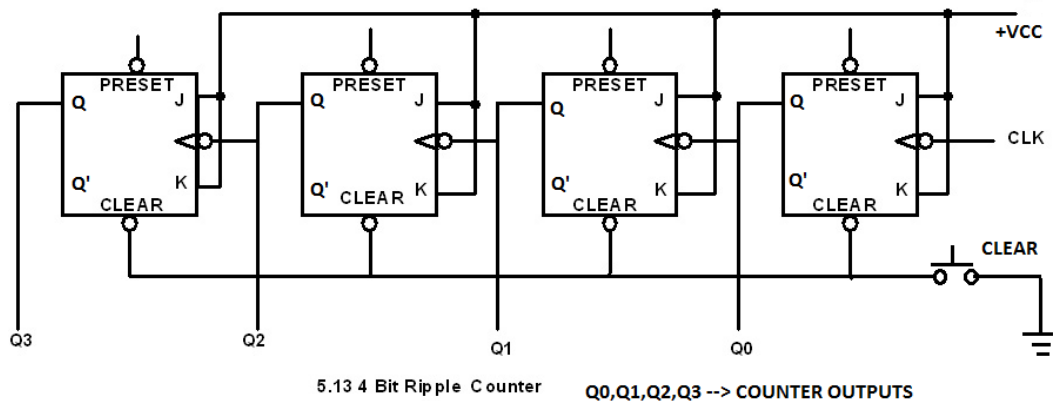 +VCC
PRESET PRESET PRESET PRESET
Q J Q J Q J Q J
CLK
Q' K Q' K Q' K Q' K
CLEAR CLEAR CLEAR CLEAR
CLEAR
Q3 Q2 Q1 Q0
5.13 4 Bit Ripple Counter Q0,Q1,Q2,Q3 --> COUNTER OUTPUTS